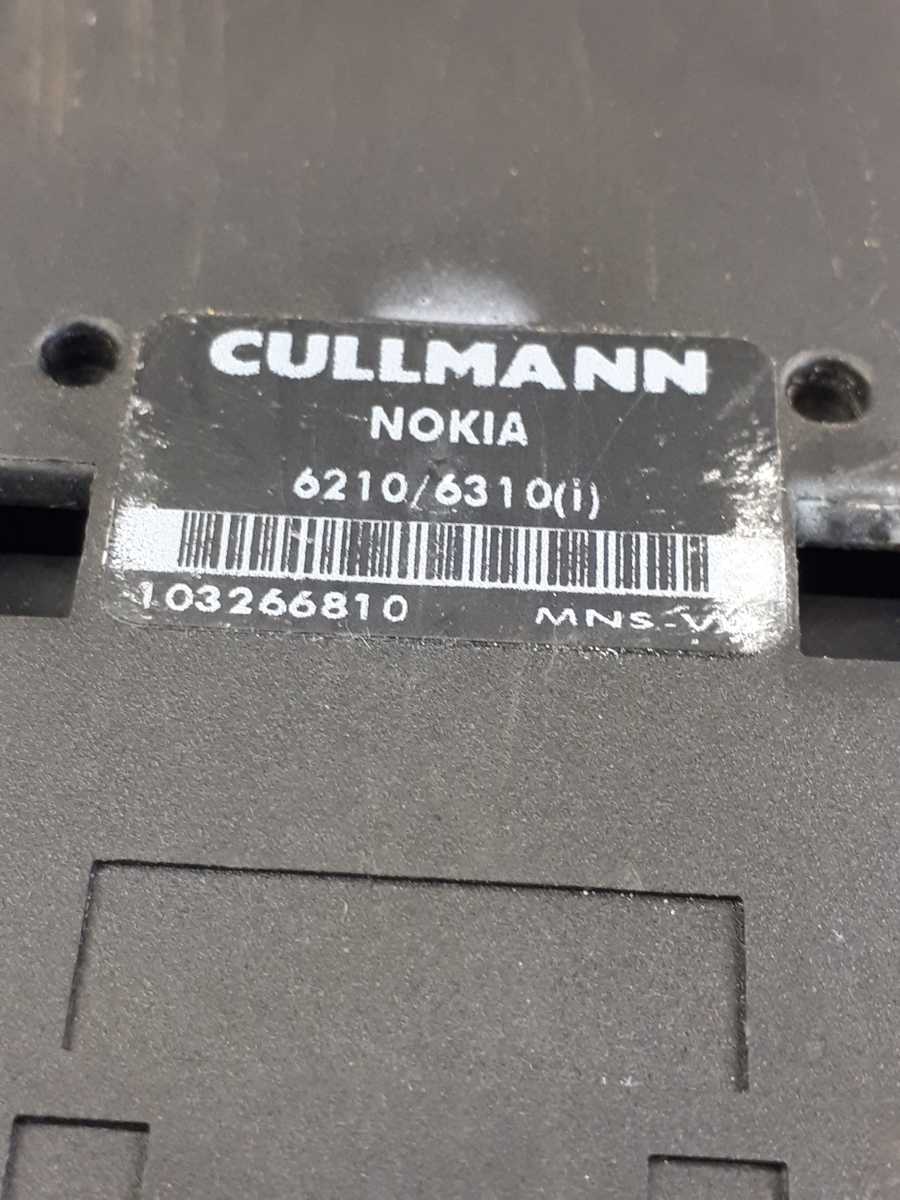 CULLMANN
NOKIA
6210/6310(i)
103266810